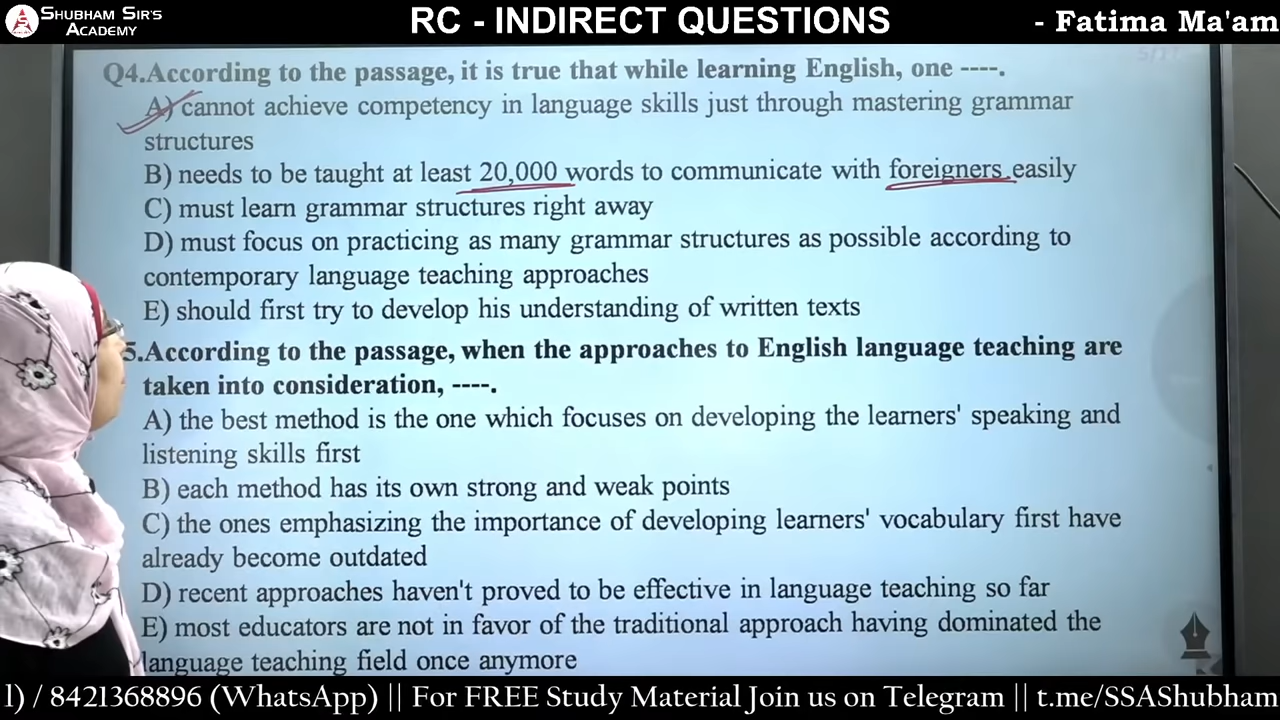 SHUBHAM SIR'S
ACADEMY
RC - INDIRECT QUESTIONS
- Fatima Ma'am
Q4.According to the passage, it is true that while learning English, one ----.
A) cannot achieve competency in language skills just through mastering grammar
structures
B) needs to be taught at least 20,000 words to communicate with foreigners easily
C) must learn grammar structures right away
D) must focus on practicing as many grammar structures as possible according to
contemporary language teaching approaches
E) should first try to develop his understanding of written texts
5.According to the passage, when the approaches to English language teaching are
taken into consideration, ----.
A) the best method is the one which focuses on developing the learners' speaking and
listening skills first
B) each method has its own strong and weak points
C) the ones emphasizing the importance of developing learners' vocabulary first have
already become outdated
D) recent approaches haven't proved to be effective in language teaching so far
E) most educators are not in favor of the traditional approach having dominated the
language teaching field once anymore
l) / 8421368896 (WhatsApp) || For FREE Study Material Join us on Telegram || t.me/SSAShubham